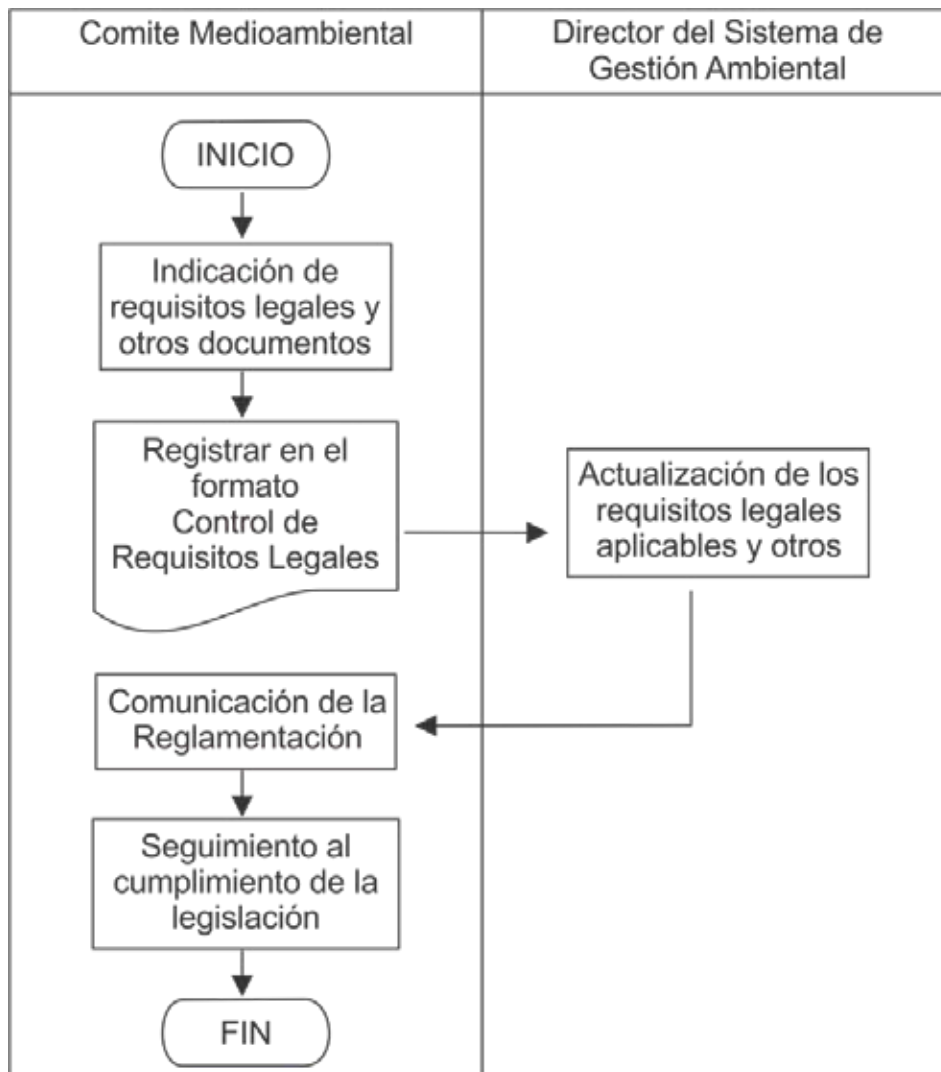 Comite Medioambiental
Director del Sistema de
Gestión Ambiental
INICIO
Indicación de
requisitos legales y
otros documentos
Registrar en el
formato
Control de
Requisitos Legales
Actualización de los
requisitos legales
aplicables y otros
Comunicación de la
Reglamentación
Seguimiento al
cumplimiento de la
legislación
FIN